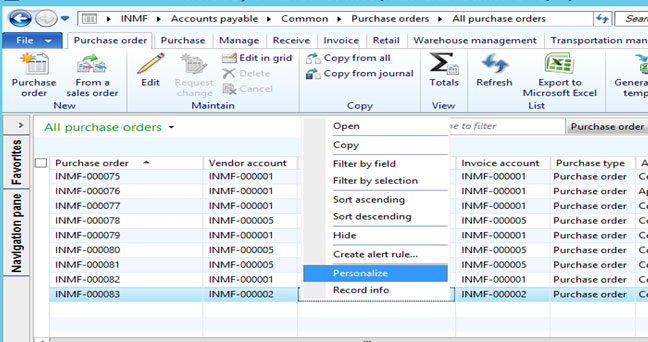 INMF ▸ Accounts payable ▸ Common ▸ Purchase orders ▸ All purchase orders
File Purchase order Purchase Manage Receive Invoice Retail Warehouse management Transportation
Purchase order
From a sales order
New
Edit
Request change
Edit in grid
Delete
Cancel
Maintain
Copy from all
Copy from journal
Copy
Totals
View
Refresh
Export to Microsoft Excel
List
Favorites
Navigation pane
All purchase orders
to filter
Purchase order
Purchase order Vendor account Invoice account Purchase type
INMF-000075 INMF-000001 INMF-000001 Purchase order
INMF-000076 INMF-000001 INMF-000001 Purchase order
INMF-000077 INMF-000001 INMF-000001 Purchase order
INMF-000078 INMF-000005 INMF-000005 Purchase order
INMF-000079 INMF-000001 INMF-000001 Purchase order
INMF-000080 INMF-000005 INMF-000005 Purchase order
INMF-000081 INMF-000005 INMF-000005 Purchase order
INMF-000082 INMF-000001 INMF-000001 Purchase order
INMF-000083 INMF-000002 INMF-000002 Purchase order
Open
Copy
Filter by field
Filter by selection
Sort ascending
Sort descending
Hide
Create alert rule...
Personalize
Record info